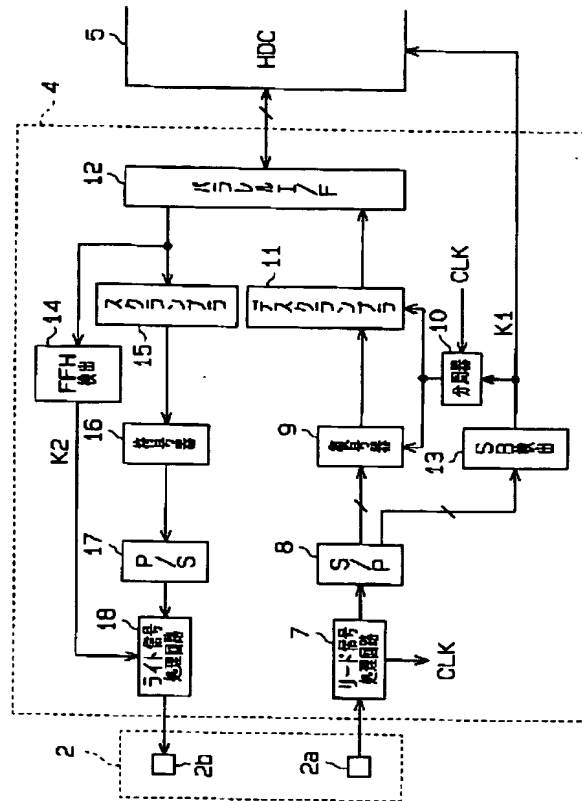 4
5
HDC
12
パラレルI/F
14
FFH
検出
15
スクランブラ
11
デスクランブラ
CLK
10
分周器
K1
K2
16
符号器
9
復号器
13
SB検出
17
P/S
8
S/P
18
ライト信号
処理回路
7
リード信号
処理回路
CLK
2
2b
2a